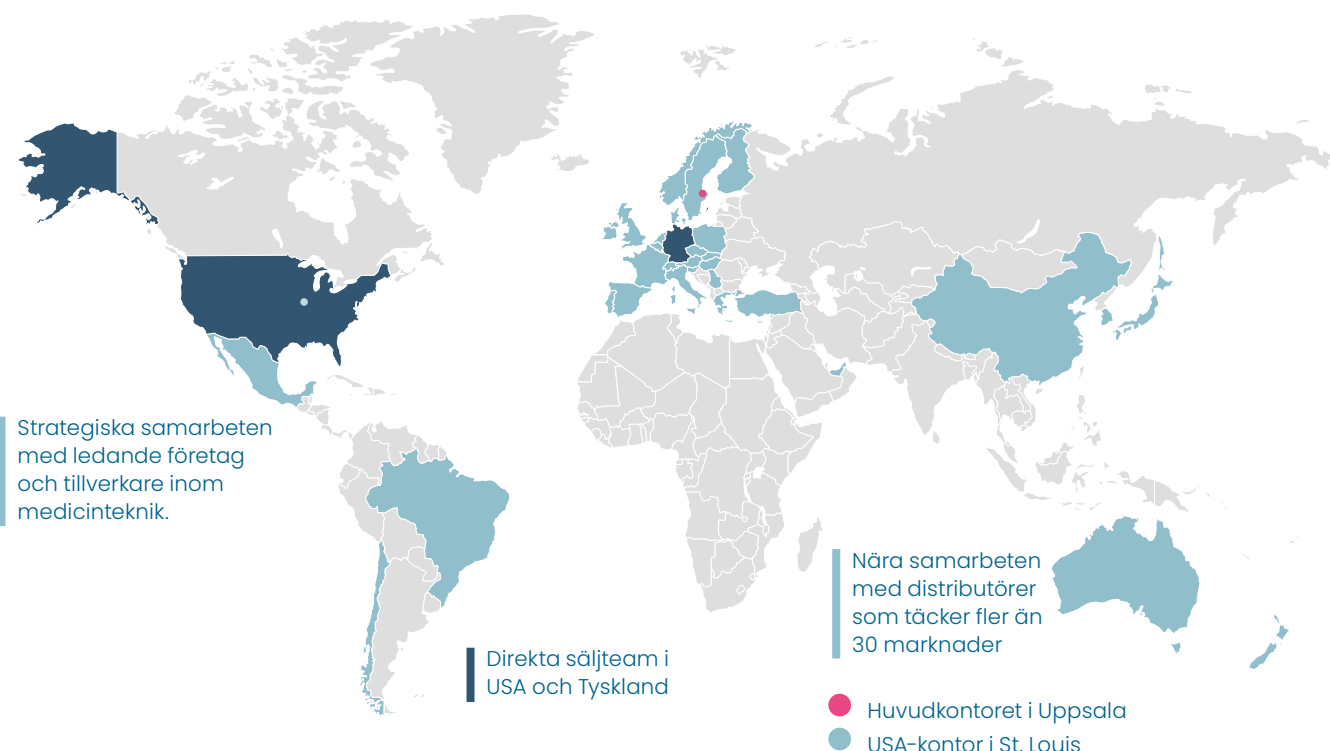 Strategiska samarbeten
med ledande företag
och tillverkare inom
medicinteknik.
Direkta säljteam i
USA och Tyskland
Nära samarbeten
med distributörer
som täcker fler än
30 marknader
Huvudkontoret i Uppsala
USA-kontor i St. Louis